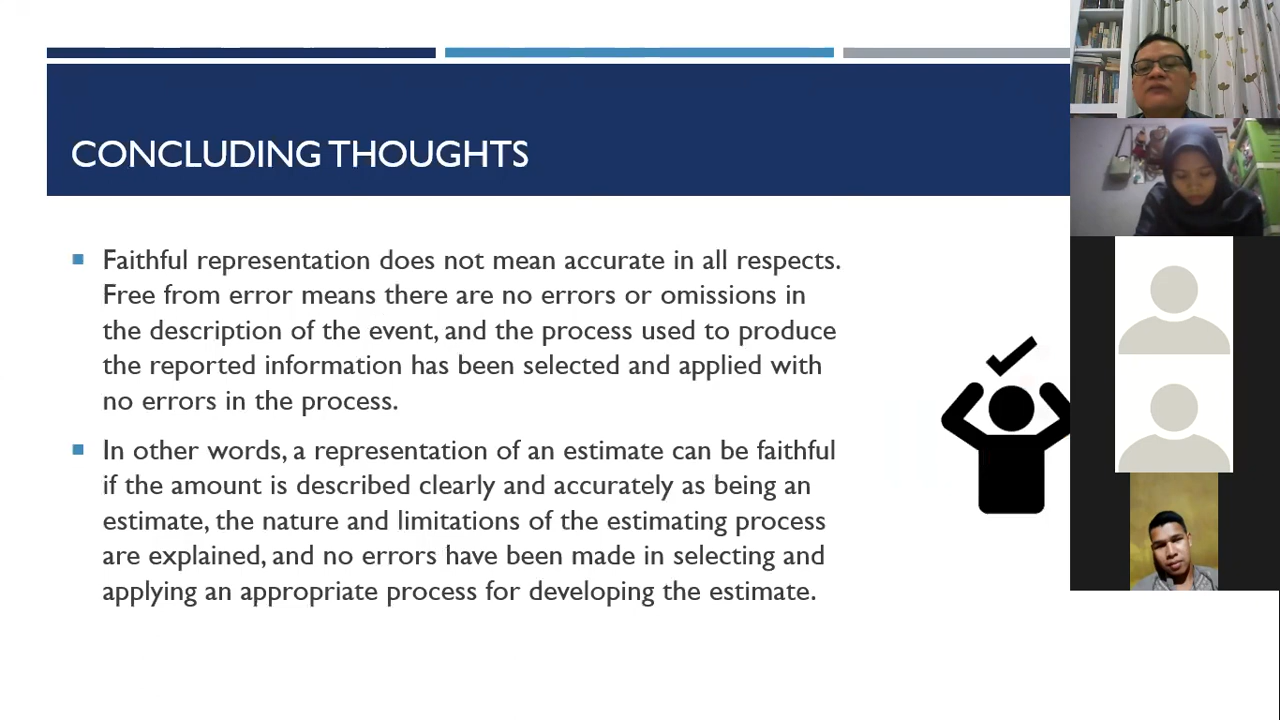 CONCLUDING THOUGHTS
Faithful representation does not mean accurate in all respects.
Free from error means there are no errors or omissions in
the description of the event, and the process used to produce
the reported information has been selected and applied with
no errors in the process.
In other words, a representation of an estimate can be faithful
if the amount is described clearly and accurately as being an
estimate, the nature and limitations of the estimating process
are explained, and no errors have been made in selecting and
applying an appropriate process for developing the estimate.